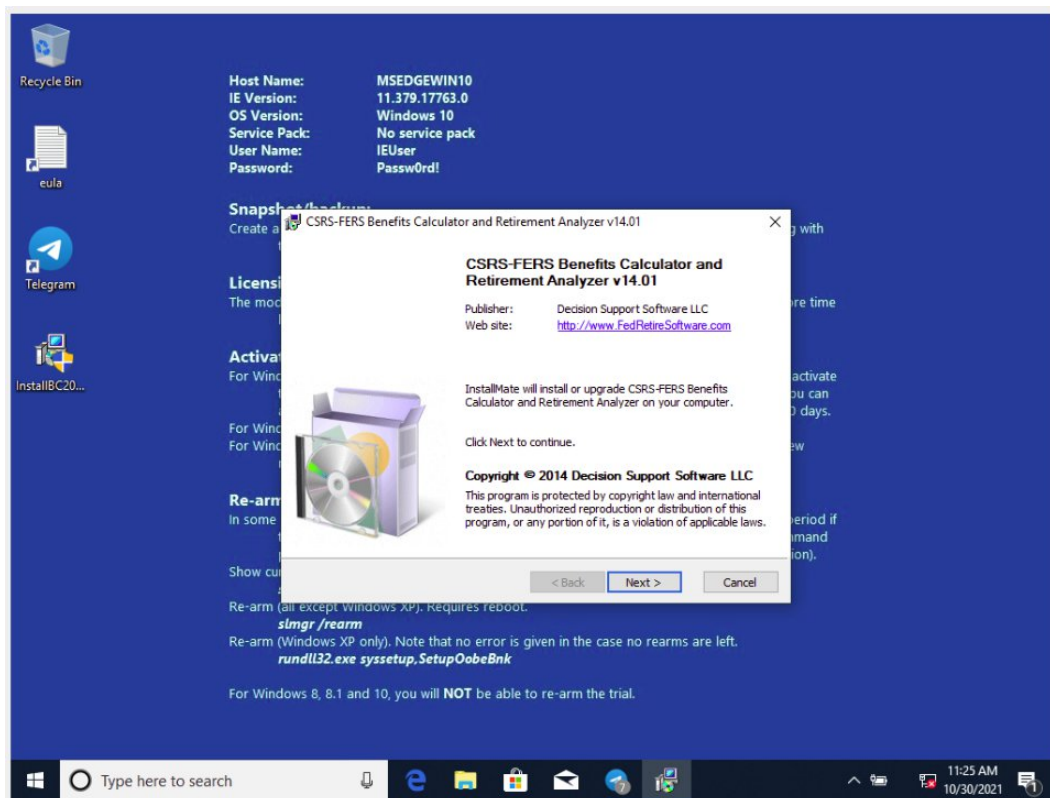 Recycle Bin
eula
Telegram
InstallBC20...
Host Name: MSEDGEWIN10
IE Version: 11.379.17763.0
OS Version: Windows 10
Service Pack: No service pack
User Name: IEUser
Password: Passw0rd!
Create a
g with
Licensi
The mod
re time
Activa
For Wind
activate
ou can
0 days.
For Wind
For Wind
ew
Re-arm
In some
period if
mmand
ion).
Show cur
Re-arm (all except Windows XP). Requires reboot.
slmgr /rearm
Re-arm (Windows XP only). Note that no error is given in the case no rearms are left.
rundll32.exe syssetup,SetupOobeBnk
For Windows 8, 8.1 and 10, you will NOT be able to re-arm the trial.
CSRS-FERS Benefits Calculator and Retirement Analyzer v14.01
CSRS-FERS Benefits Calculator and
Retirement Analyzer v14.01
Publisher: Decision Support Software LLC
Web site: http://www.FedRetireSoftware.com
InstallMate will install or upgrade CSRS-FERS Benefits
Calculator and Retirement Analyzer on your computer.
Click Next to continue.
Copyright © 2014 Decision Support Software LLC
This program is protected by copyright law and international
treaties. Unauthorized reproduction or distribution of this
program, or any portion of it, is a violation of applicable laws.
< Back Next > Cancel
Type here to search
7
11:25 AM
10/30/2021
1